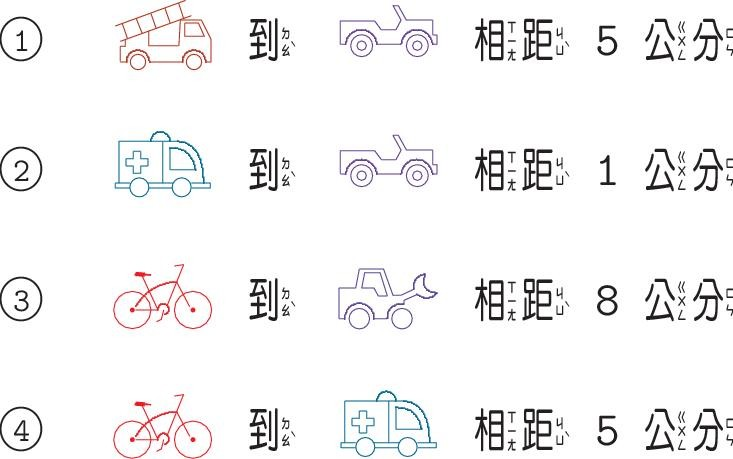 ① 到ㄉㄠˋ 相ㄒㄧㄤ距ㄐㄩˋ 5 公ㄍㄨㄥ分ㄈㄣ
② 到ㄉㄠˋ 相ㄒㄧㄤ距ㄐㄩˋ 1 公ㄍㄨㄥ分ㄈㄣ
③ 到ㄉㄠˋ 相ㄒㄧㄤ距ㄐㄩˋ 8 公ㄍㄨㄥ分ㄈㄣ
④ 到ㄉㄠˋ 相ㄒㄧㄤ距ㄐㄩˋ 5 公ㄍㄨㄥ分ㄈㄣ